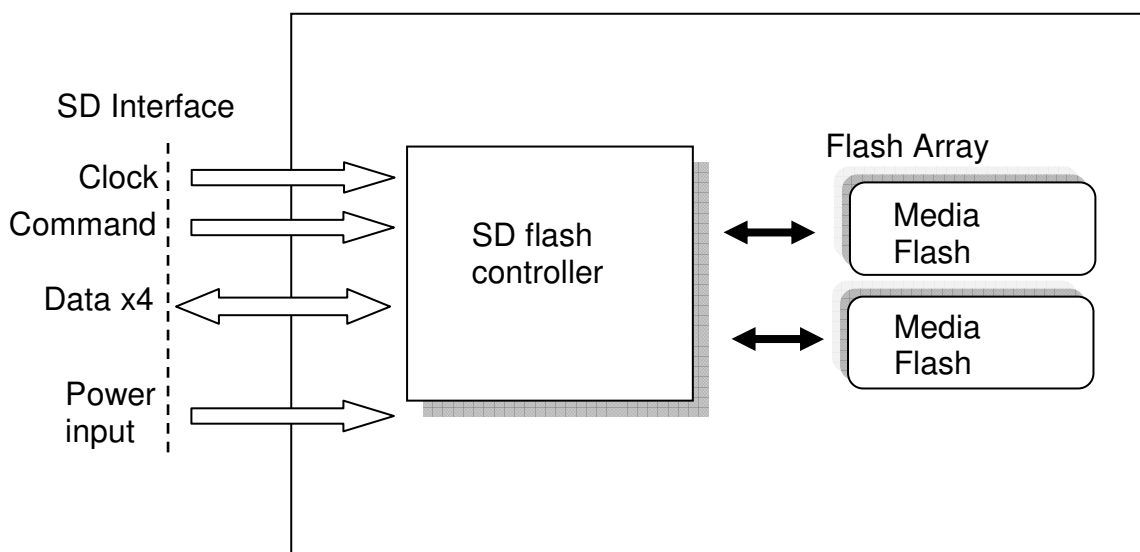 SD Interface
Clock
Command
Data x4
Power
input
SD flash
controller
Flash Array
Media
Flash
Media
Flash